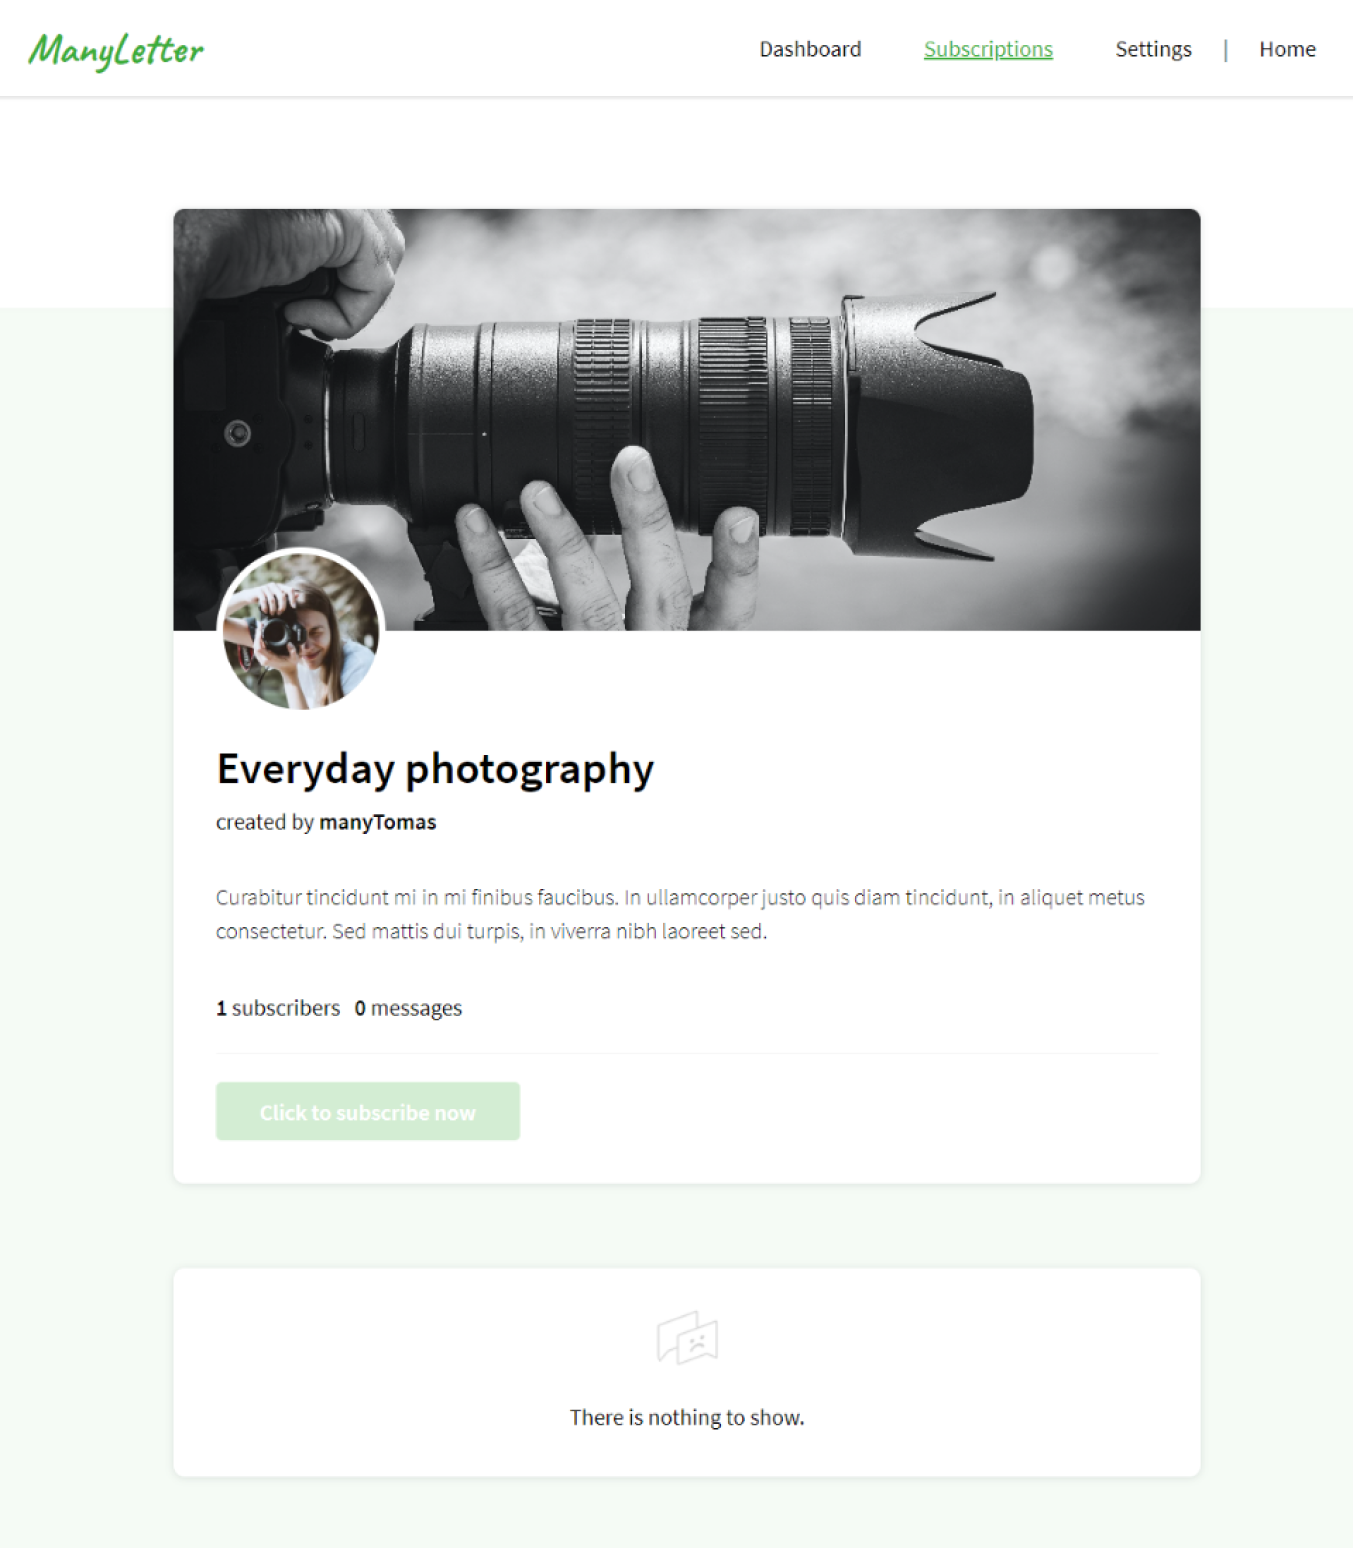 ManyLetter
Dashboard
Subscriptions
Settings
|
Home
Everyday photography
created by manyTomas
Curabitur tincidunt mi in mi finibus faucibus. In ullamcorper justo quis diam tincidunt, in aliquet metus
consectetur. Sed mattis dui turpis, in viverra nibh laoreet sed.
1 subscribers 0 messages
Click to subscribe now
There is nothing to show.